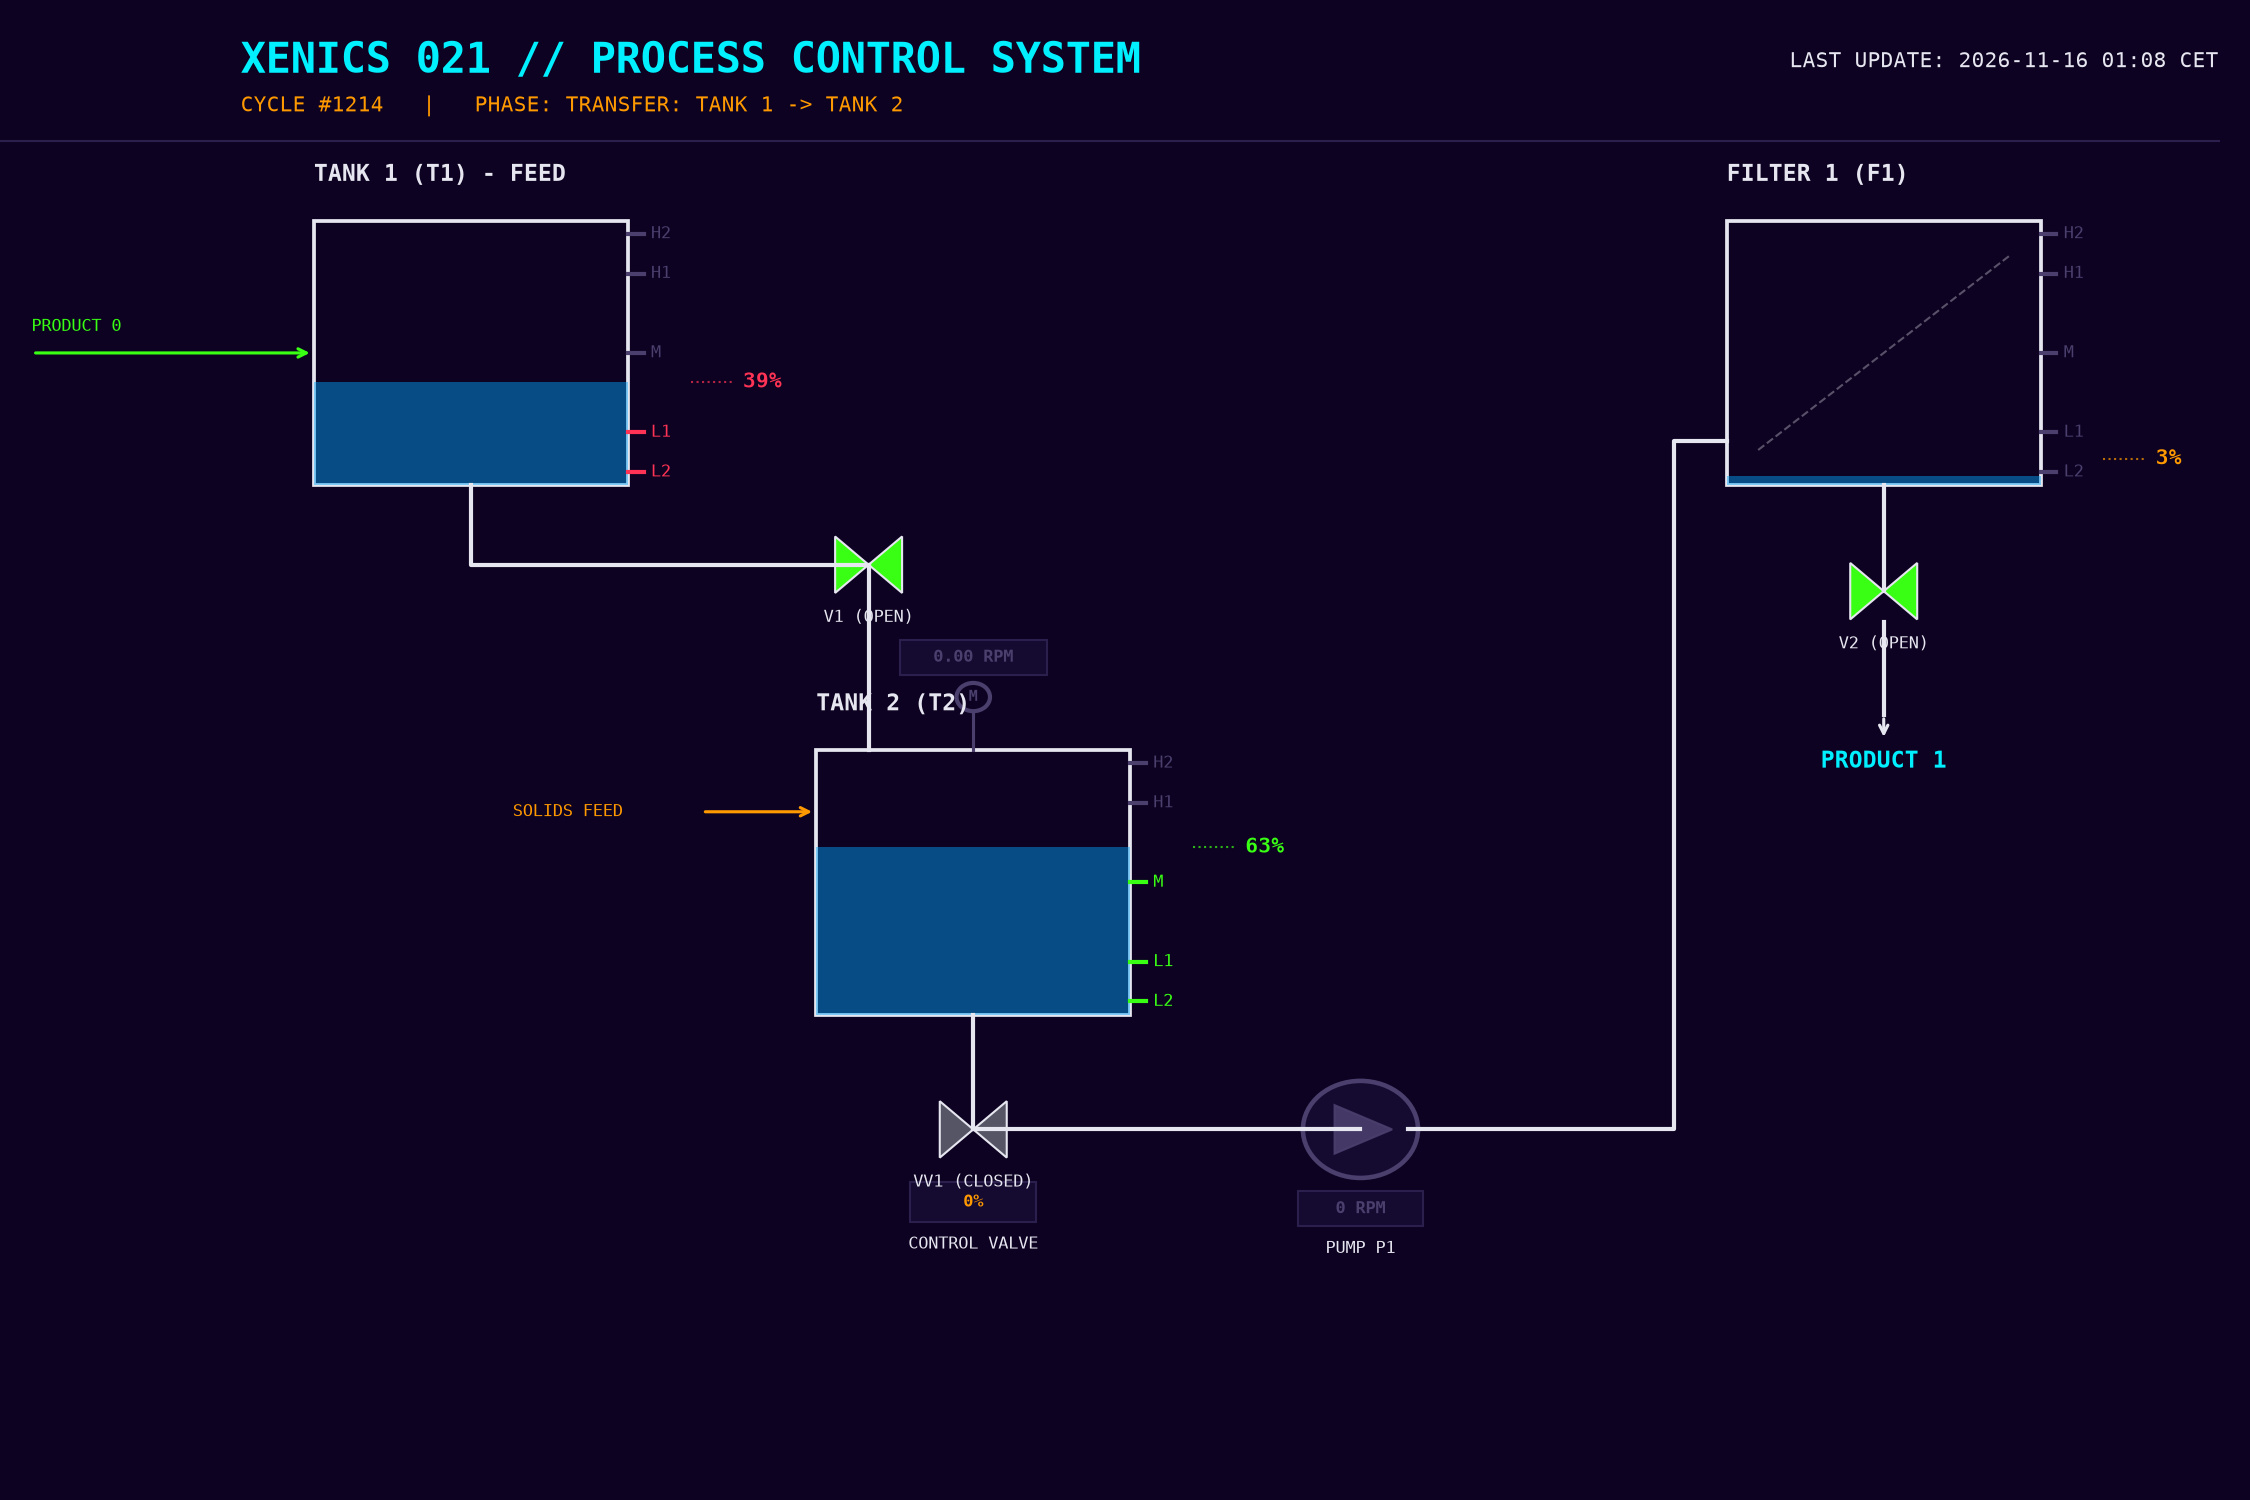 XENICS 021 // PROCESS CONTROL SYSTEM
LAST UPDATE: 2026-11-16 01:08 CET
CYCLE #1214 | PHASE: TRANSFER: TANK 1 -> TANK 2
TANK 1 (T1) - FEED
FILTER 1 (F1)
H2
H2
H1
H1
PRODUCT 0
M
M
39%
L1
L1
3%
L2
L2
V1 (OPEN)
V2 (OPEN)
0.00 RPM
M
TANK 2 (T2)
PRODUCT 1
H2
H1
SOLIDS FEED
63%
M
L1
L2
VV1 (CLOSED)
0%
0 RPM
CONTROL VALVE
PUMP P1